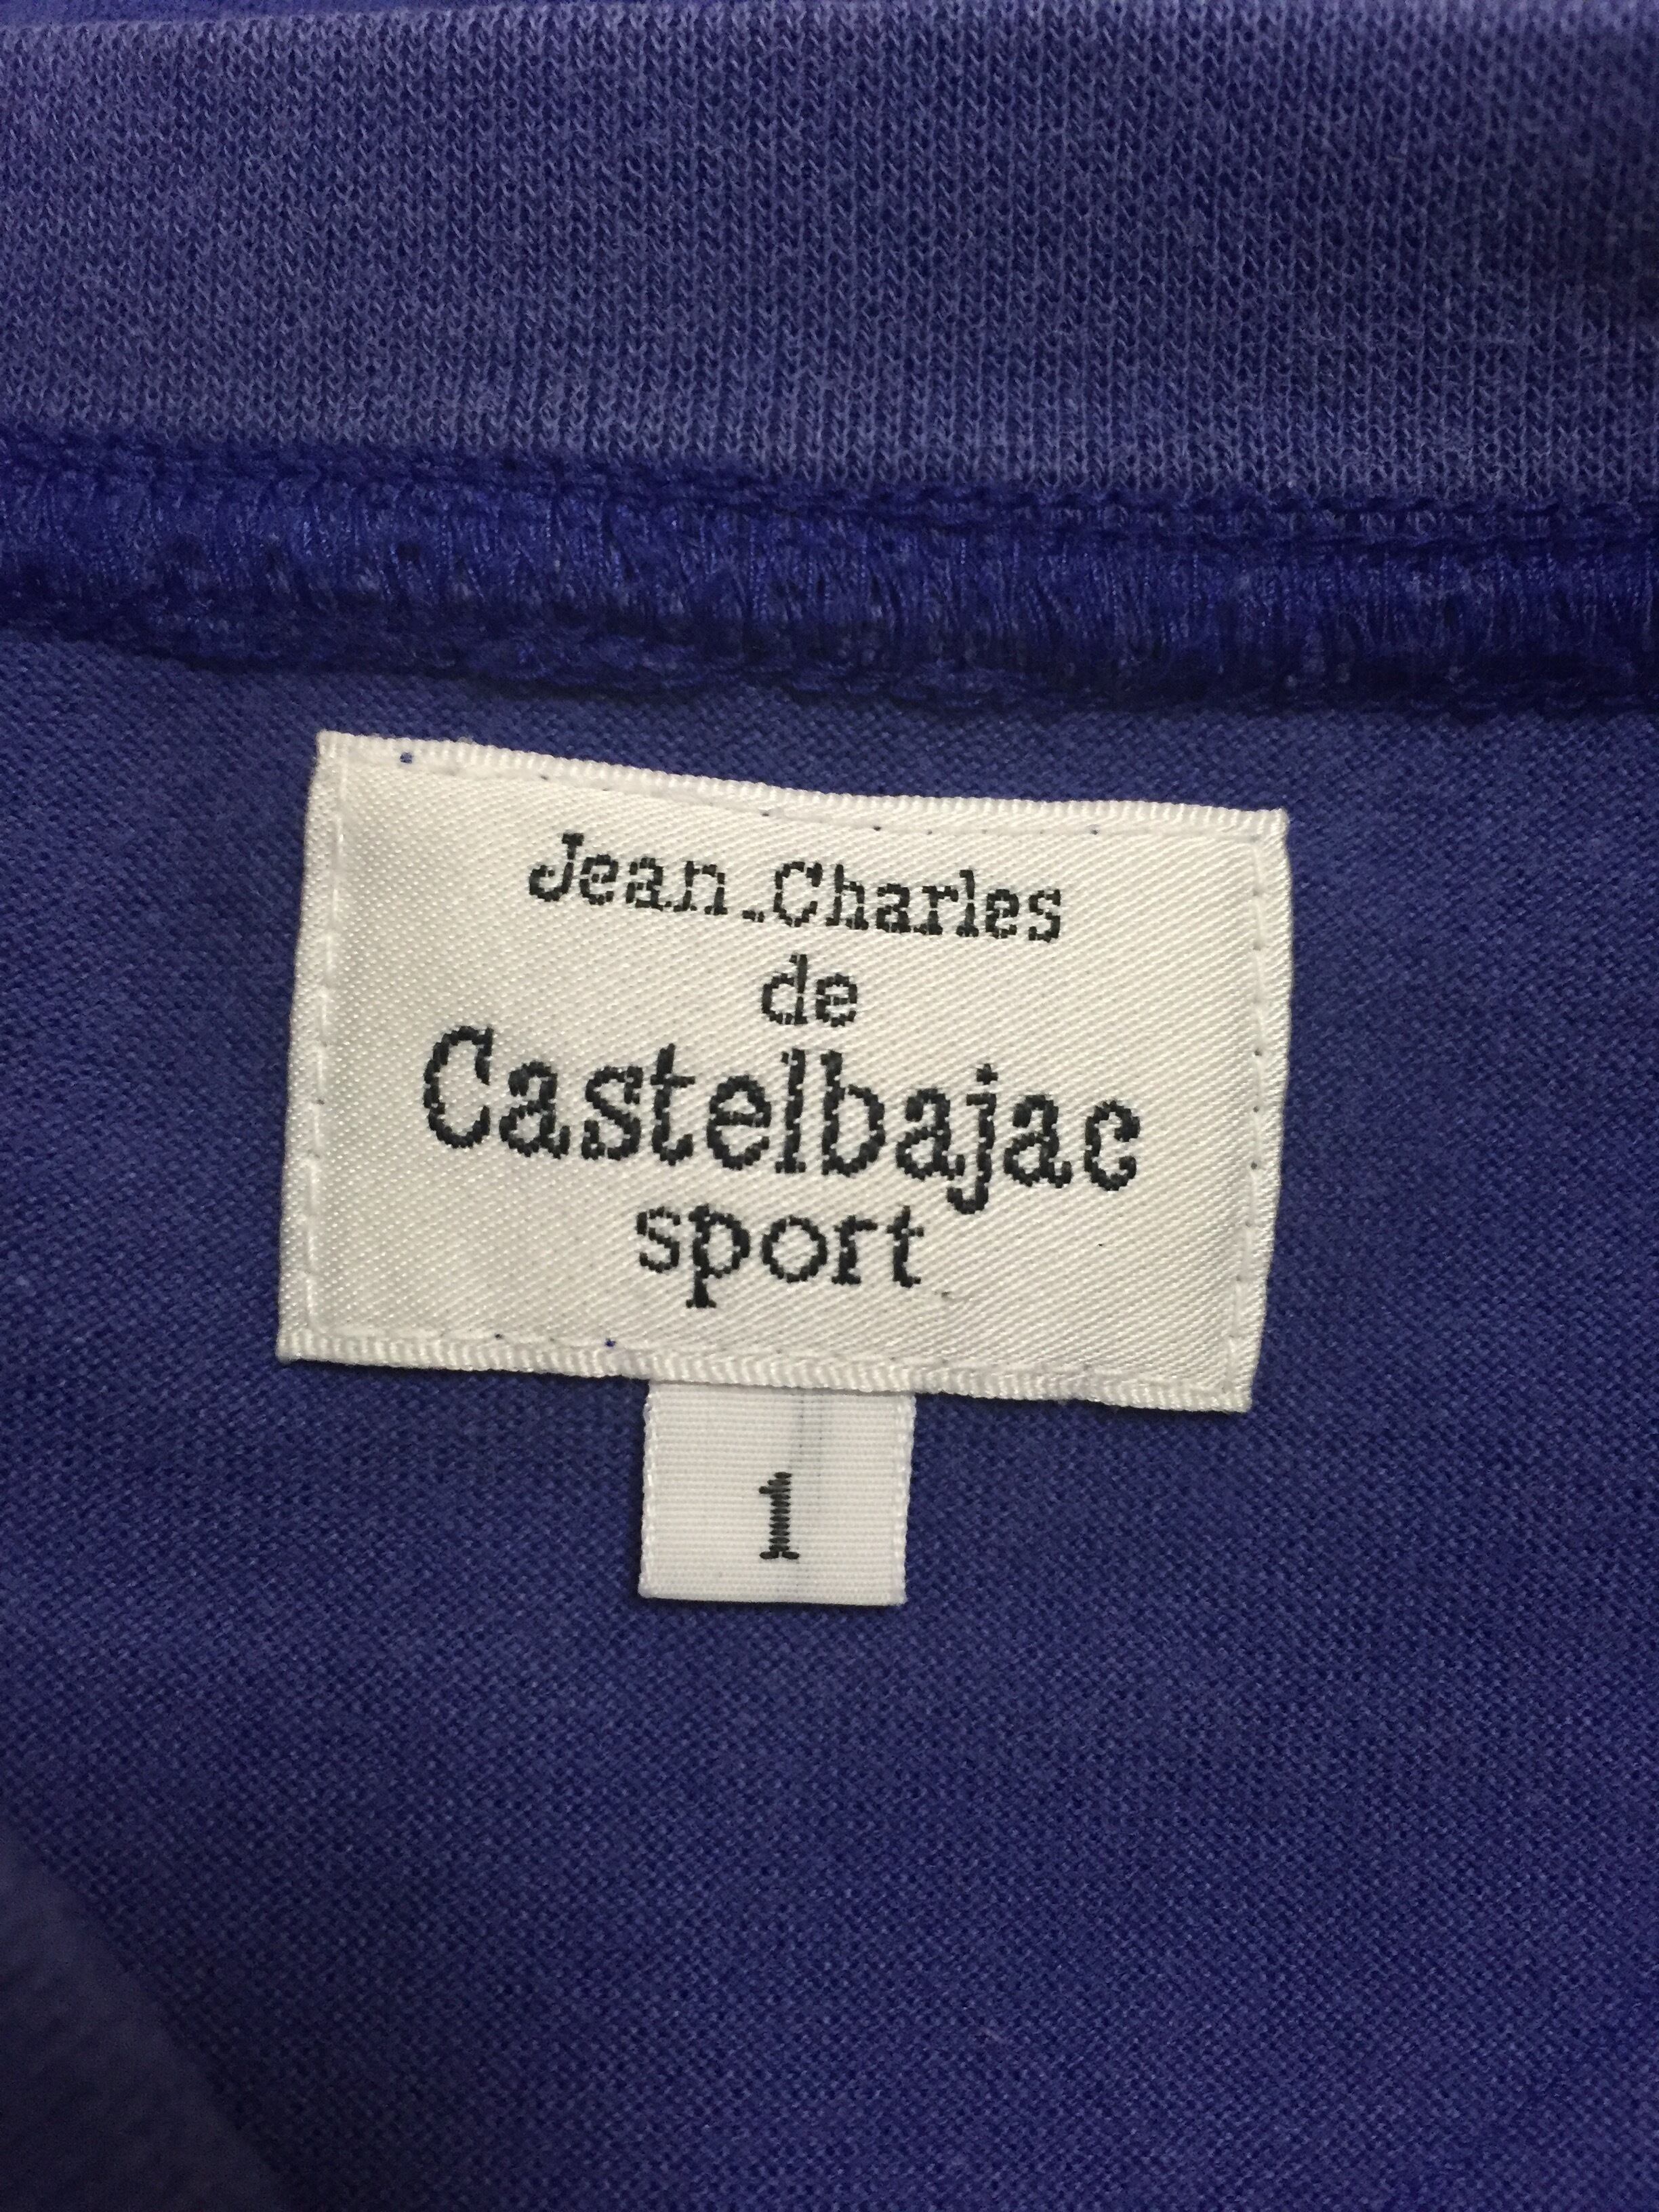 Jean-Charles
de
Castelbajac
sport
1